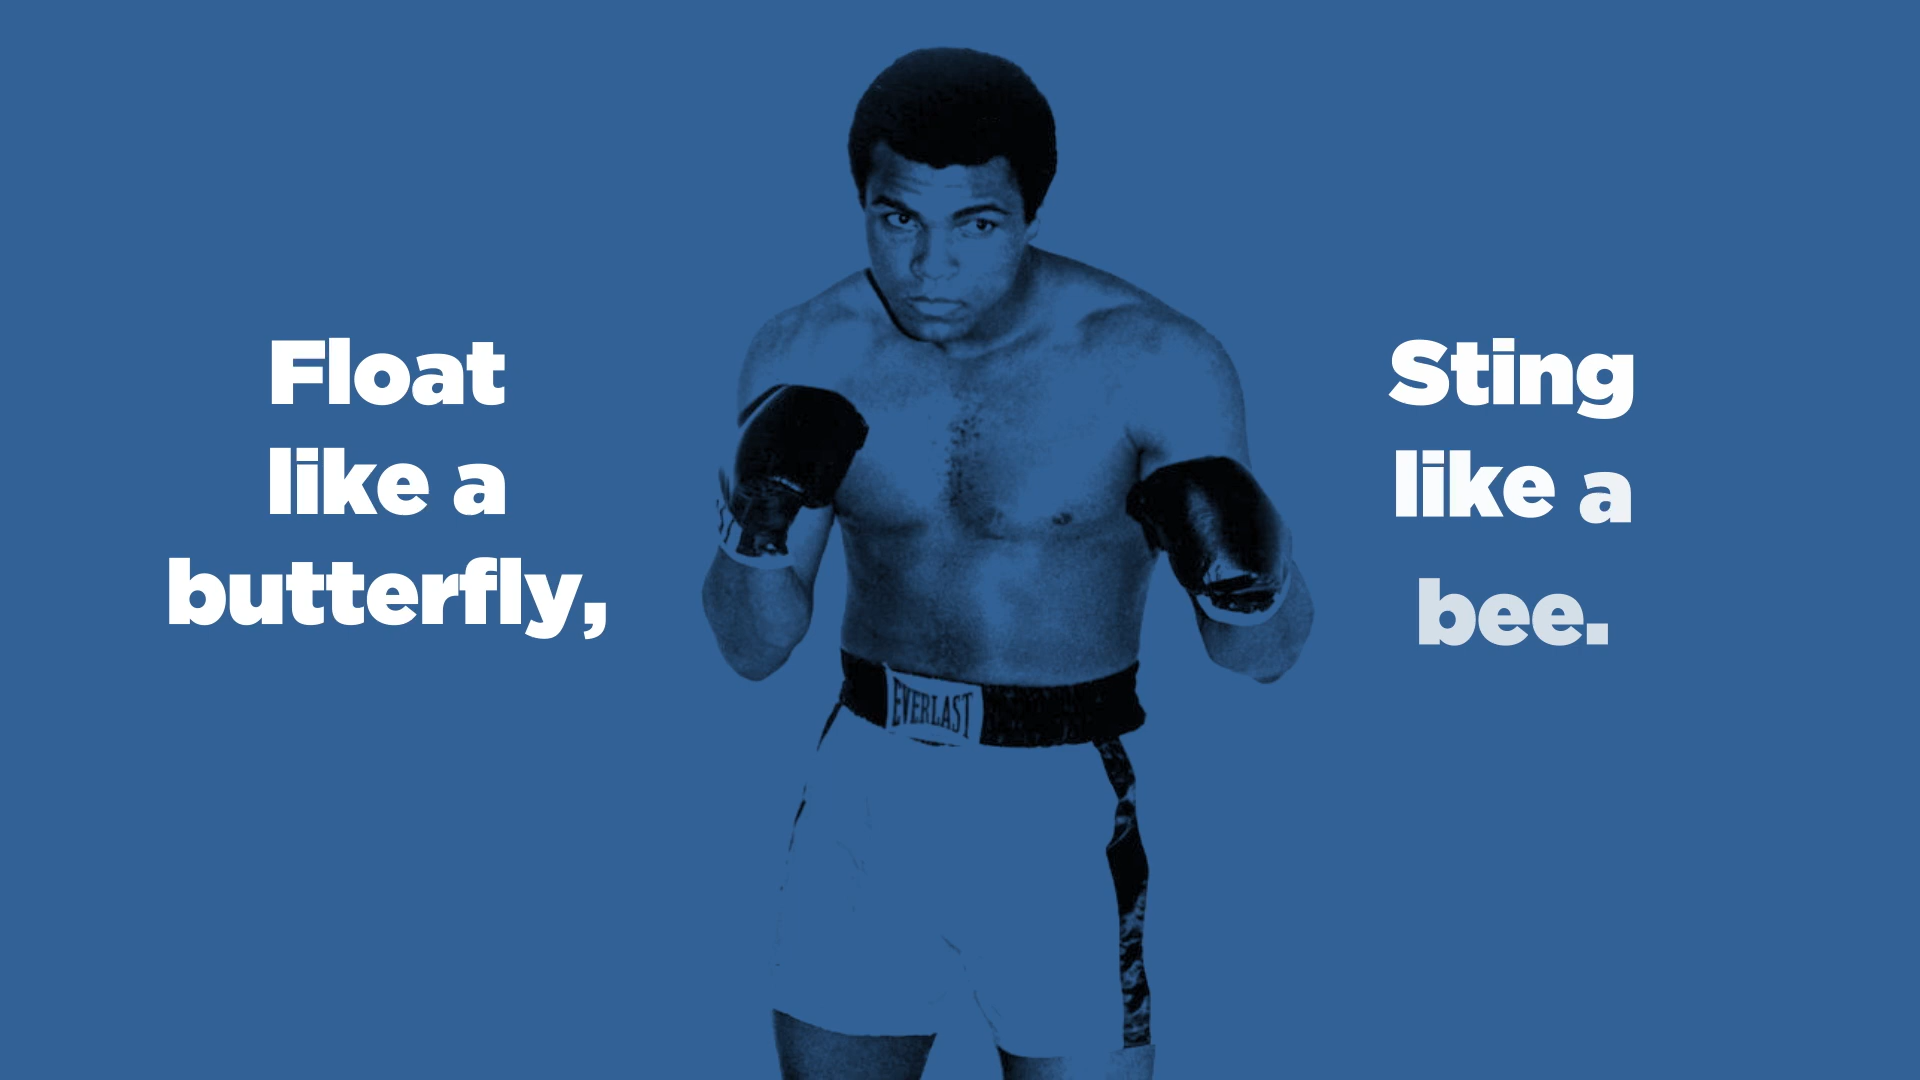 Float
like a
butterfly,
Sting
like a
bee.
EVERLAST